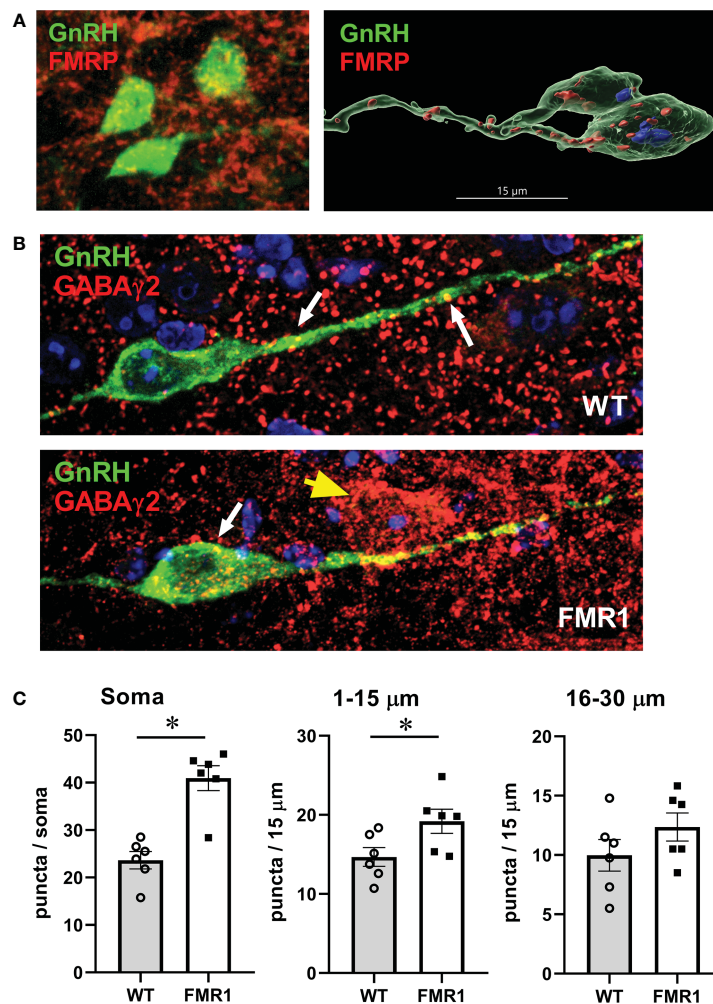 A
GnRH
FMRP
GnRH
FMRP
15 µm
B
GnRH
GABAγ2
WT
GnRH
GABAγ2
FMR1
C
Soma
*
puncta / soma
50
40
30
20
10
0
WT
FMR1
1-15 µm
*
puncta / 15 µm
30
20
10
0
WT
FMR1
16-30 µm
puncta / 15 µm
20
15
10
5
0
WT
FMR1